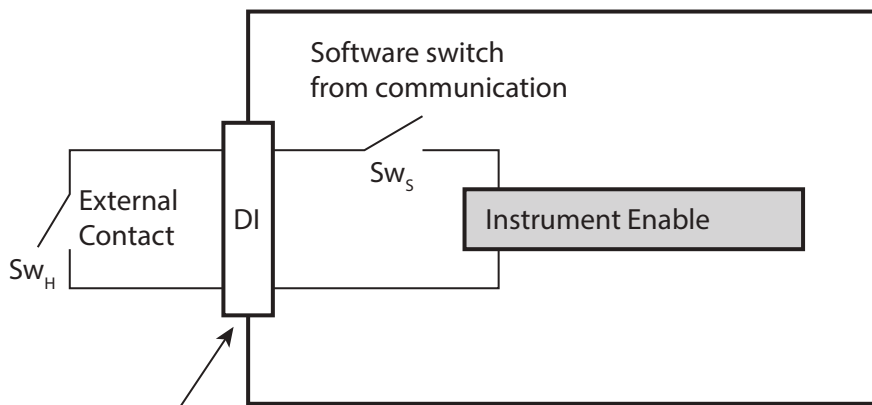 Software switch
from communication
Sw_S
External
Contact
DI
Instrument Enable
Sw_H